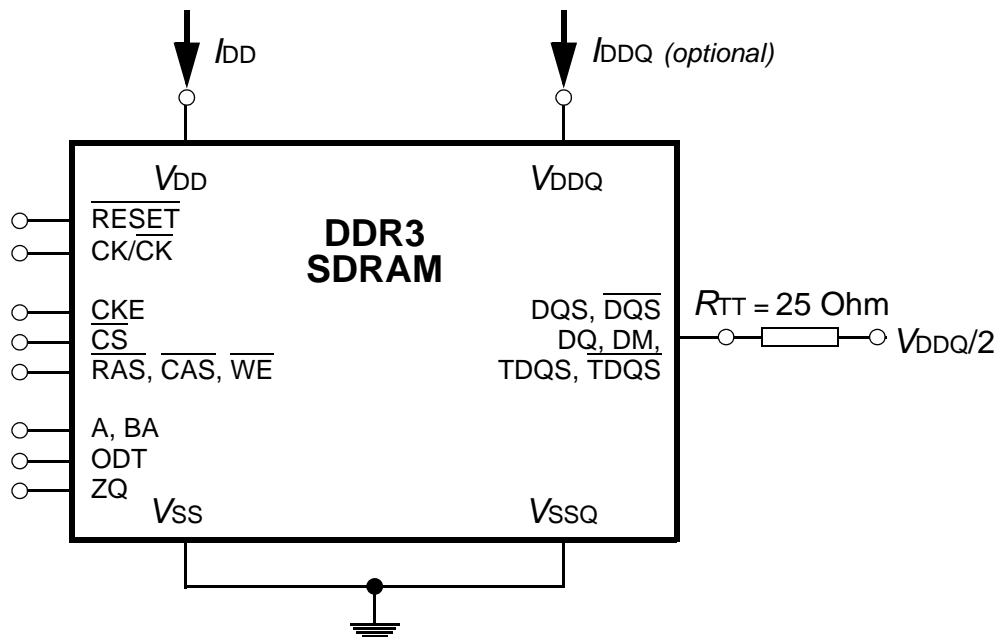 IDD
IDDQ (optional)
VDD
VDDQ
RESET
CK/CK
DDR3
SDRAM
CKE
CS
RAS, CAS, WE
DQS, DQS
DQ, DM,
TDQS, TDQS
RTT = 25 Ohm
VDDQ/2
A, BA
ODT
ZQ
VSS
VSSQ